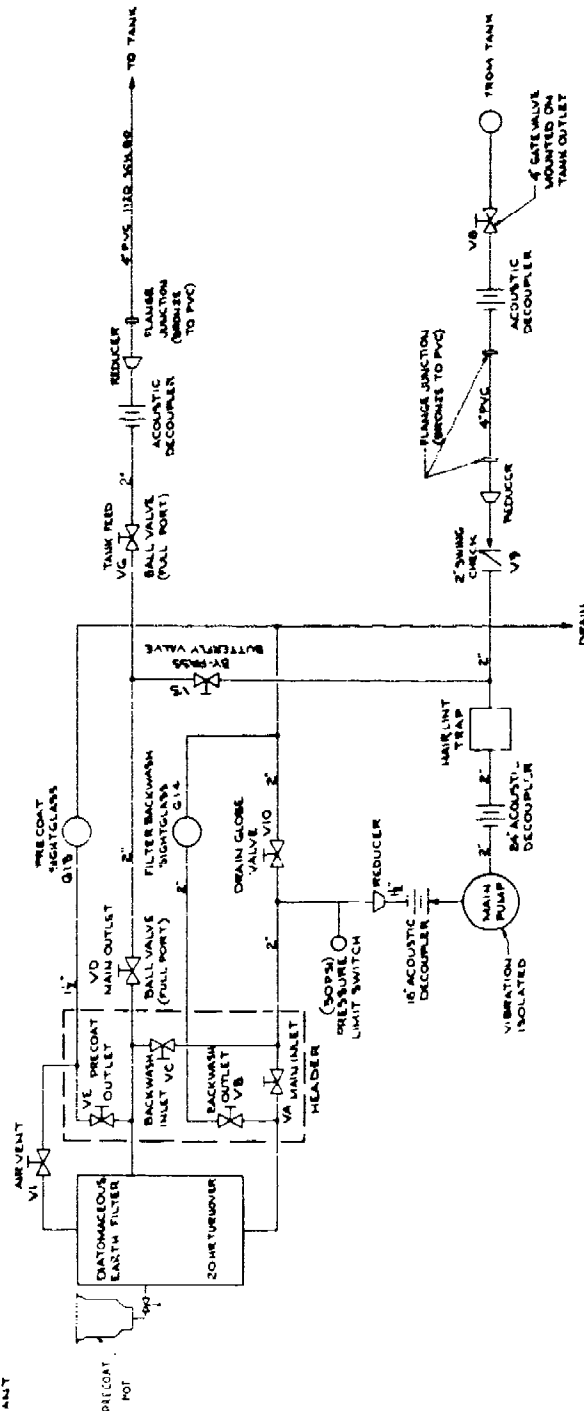 ANT
PRECOAT
POT
AIR VENT
V1
DIATOMACEOUS
EARTH FILTER
20 HR TURNOVER
VE PRECOAT
OUTLET
BACKWASH
INLET
VC
BACKWASH
OUTLET
VB
VA MAIN INLET
HEADER
1½"
VD
MAIN OUTLET
BALL VALVE
(FULL PORT)
2"
PRECOAT
SIGHTGLASS
FILTER BACKWASH
SIGHTGLASS
G14
2"
DRAIN GLOBE
VALVE
V10
2"
2"
(30PSI)
PRESSURE
LIMIT SWITCH
REDUCER
1½"
18" ACOUSTIC
DECOUPLER
MAIN
PUMP
VIBRATION
ISOLATED
2"
24" ACOUSTIC
DECOUPLER
2"
HAIR LINT
TRAP
2"
BY-PASS
BUTTERFLY VALVE
V5
DRAIN
TANK FEED
BALL VALVE
(FULL PORT)
2"
ACOUSTIC
DECOUPLER
REDUCER
FLANGE
JUNCTION
(BRONZE
TO PVC)
4" PVC 1120 SCH. 80
TO TANK
2" SWING
CHECK
V9
REDUCER
FLANGE JUNCTION
(BRONZE TO PVC)
4" PVC
ACOUSTIC
DECOUPLER
V8
4" GATE VALVE
MOUNTED ON
TANK OUTLET
FROM TANK